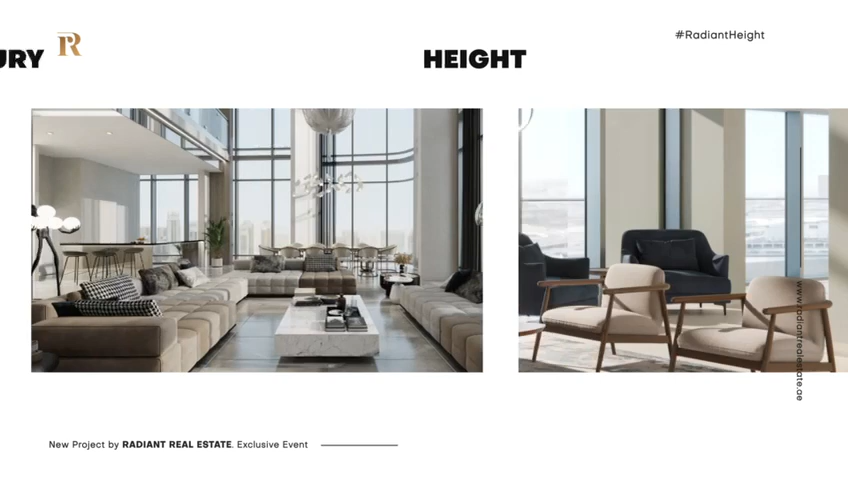 #RadiantHeight
URY R HEIGHT
www.radiantrealestate.ae
New Project by RADIANT REAL ESTATE. Exclusive Event